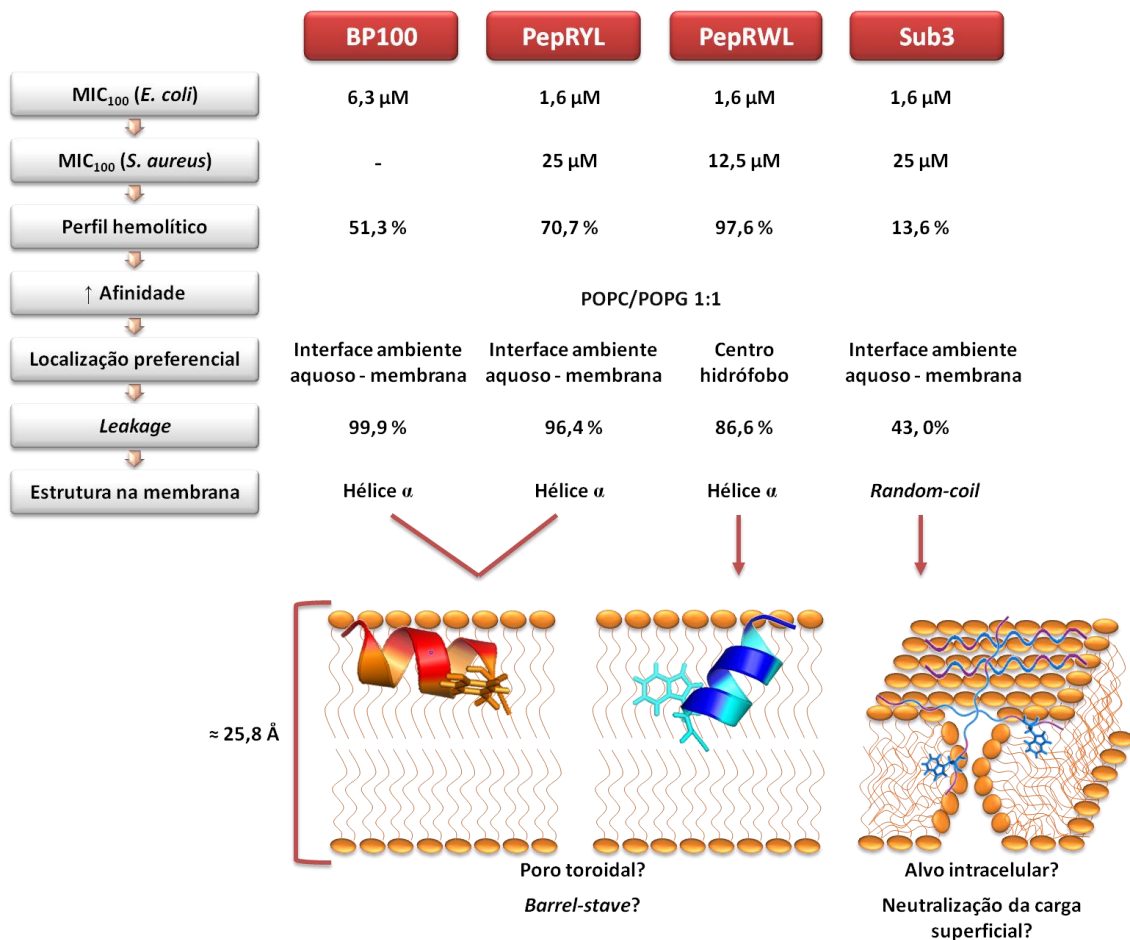 BP100 PepRYL PepRWL Sub3
MIC₁₀₀ (E. coli) 6,3 µM 1,6 µM 1,6 µM 1,6 µM
MIC₁₀₀ (S. aureus) - 25 µM 12,5 µM 25 µM
Perfil hemolítico 51,3 % 70,7 % 97,6 % 13,6 %
↑ Afinidade POPC/POPG 1:1
Localização preferencial
Interface ambiente
aquoso - membrana
Interface ambiente
aquoso - membrana
Centro
hidrófobo
Interface ambiente
aquoso - membrana
Leakage 99,9 % 96,4 % 86,6 % 43, 0%
Estrutura na membrana Hélice α Hélice α Hélice α Random-coil
≈ 25,8 Å
Poro toroidal?
Barrel-stave?
Alvo intracelular?
Neutralização da carga
superficial?